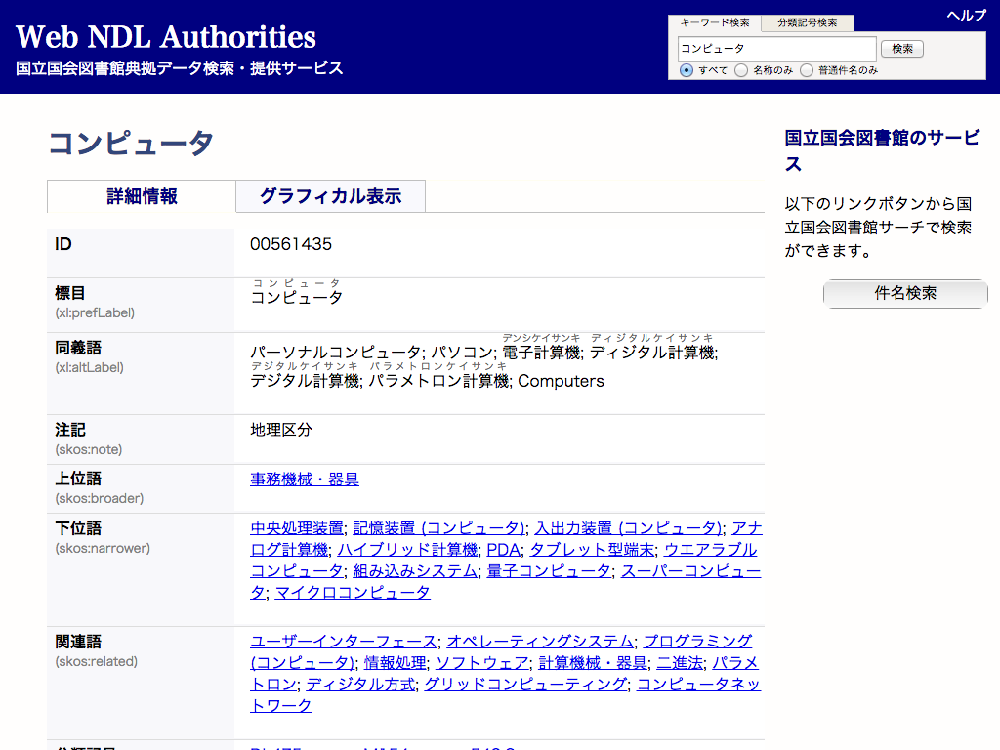 Web NDL Authorities
国立国会図書館典拠データ検索・提供サービス
ヘルプ
キーワード検索 分類記号検索
コンピュータ 検索
すべて 名称のみ 普通件名のみ
コンピュータ
詳細情報 グラフィカル表示
ID 00561435
標目 コンピュータ
コンピュータ
(xl:prefLabel)
同義語
(xl:altLabel)
デンシケイサンキ ディジタルケイサンキ
パーソナルコンピュータ; パソコン; 電子計算機; ディジタル計算機;
デジタルケイサンキ パラメトロンケイサンキ
デジタル計算機; パラメトロン計算機; Computers
注記 地理区分
(skos:note)
上位語 事務機械・器具
(skos:broader)
下位語
(skos:narrower)
中央処理装置; 記憶装置 (コンピュータ); 入出力装置 (コンピュータ); アナ
ログ計算機; ハイブリッド計算機; PDA; タブレット型端末; ウエアラブル
コンピュータ; 組み込みシステム; 量子コンピュータ; スーパーコンピュー
タ; マイクロコンピュータ
関連語
(skos:related)
ユーザーインターフェース; オペレーティングシステム; プログラミング
(コンピュータ); 情報処理; ソフトウェア; 計算機械・器具; 二進法; パラメ
トロン; ディジタル方式; グリッドコンピューティング; コンピュータネッ
トワーク
国立国会図書館のサービ
ス
以下のリンクボタンから国
立国会図書館サーチで検索
ができます。
件名検索